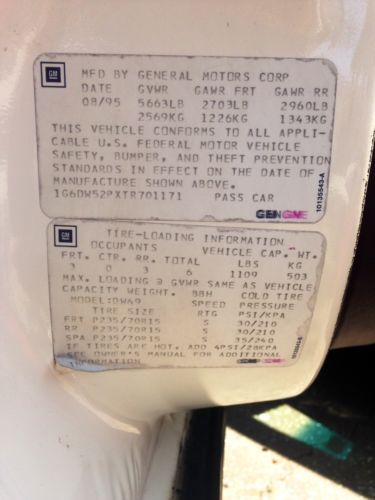 GM
MFD BY GENERAL MOTORS CORP
DATE GVWR GAWR FRT GAWR RR
08/95 5663LB 2703LB 2960LB
2569KG 1226KG 1343KG
THIS VEHICLE CONFORMS TO ALL APPLI-
CABLE U.S. FEDERAL MOTOR VEHICLE
SAFETY, BUMPER, AND THEFT PREVENTION
STANDARDS IN EFFECT ON THE DATE OF
MANUFACTURE SHOWN ABOVE.
1G6DW52PXTR701171 PASS CAR
10135543-A
GM
TIRE-LOADING INFORMATION
OCCUPANTS VEHICLE CAP. WT.
FRT. CTR. RR. TOTAL LBS KG
3 0 3 6 1109 503
MAX. LOADING @ GVWR SAME AS VEHICLE
CAPACITY WEIGHT. 88H COLD TIRE
MODEL:DW69 SPEED PRESSURE
TIRE SIZE RTG PSI/KPA
FRT P235/70R15 S 30/210
RR P235/70R15 S 30/210
SPA P235/70R15 S 35/240
IF TIRES ARE HOT, ADD 4PSI/28KPA
SEE OWNER'S MANUAL FOR ADDITIONAL
INFORMATION